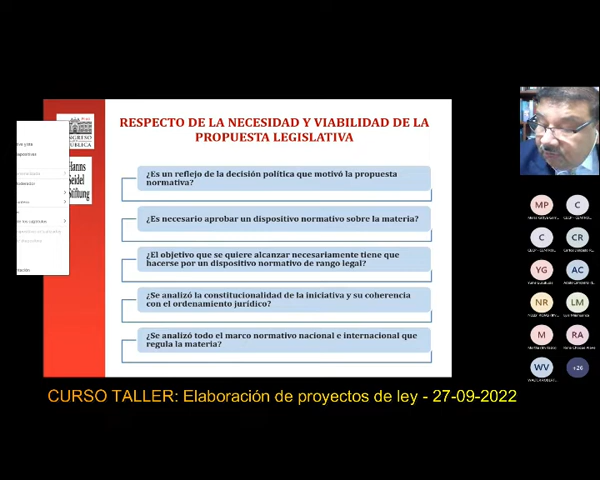 RESPECTO DE LA NECESIDAD Y VIABILIDAD DE LA
PROPUESTA LEGISLATIVA
¿Es un reflejo de la decisión política que motivó la propuesta
normativa?
¿Es necesario aprobar un dispositivo normativo sobre la materia?
¿El objetivo que se quiere alcanzar necesariamente tiene que
hacerse por un dispositivo normativo de rango legal?
¿Se analizó la constitucionalidad de la iniciativa y su coherencia
con el ordenamiento jurídico?
¿Se analizó todo el marco normativo nacional e internacional que
regula la materia?
Hanns
Seidel
Stiftung
MP
C
C
CR
YG
AC
NR
LM
M
RA
WV
+26
CURSO TALLER: Elaboración de proyectos de ley - 27-09-2022